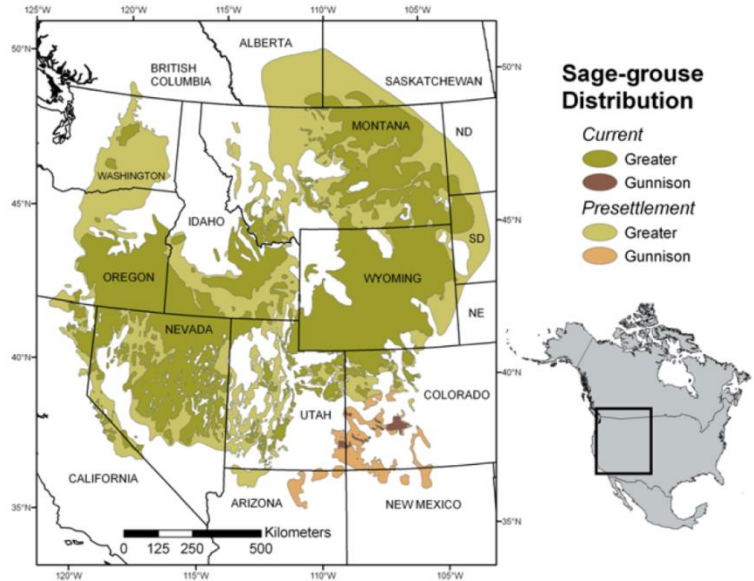 125°W
120°W
115°W
110°W
105°W
50°N
50°N
ALBERTA
BRITISH
COLUMBIA
SASKATCHEWAN
MONTANA
ND
WASHINGTON
45°N
45°N
IDAHO
SD
OREGON
WYOMING
NE
NEVADA
40°N
40°N
COLORADO
UTAH
CALIFORNIA
35°N
ARIZONA
NEW MEXICO
35°N
Kilometers
0 125 250 500
120°W
115°W
110°W
105°W
Sage-grouse
Distribution
Current
Greater
Gunnison
Presettlement
Greater
Gunnison